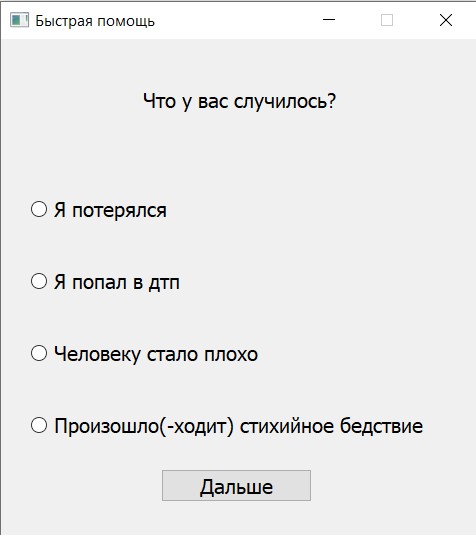 Быстрая помощь
Что у вас случилось?
Я потерялся
Я попал в дтп
Человеку стало плохо
Произошло(-ходит) стихийное бедствие
Дальше